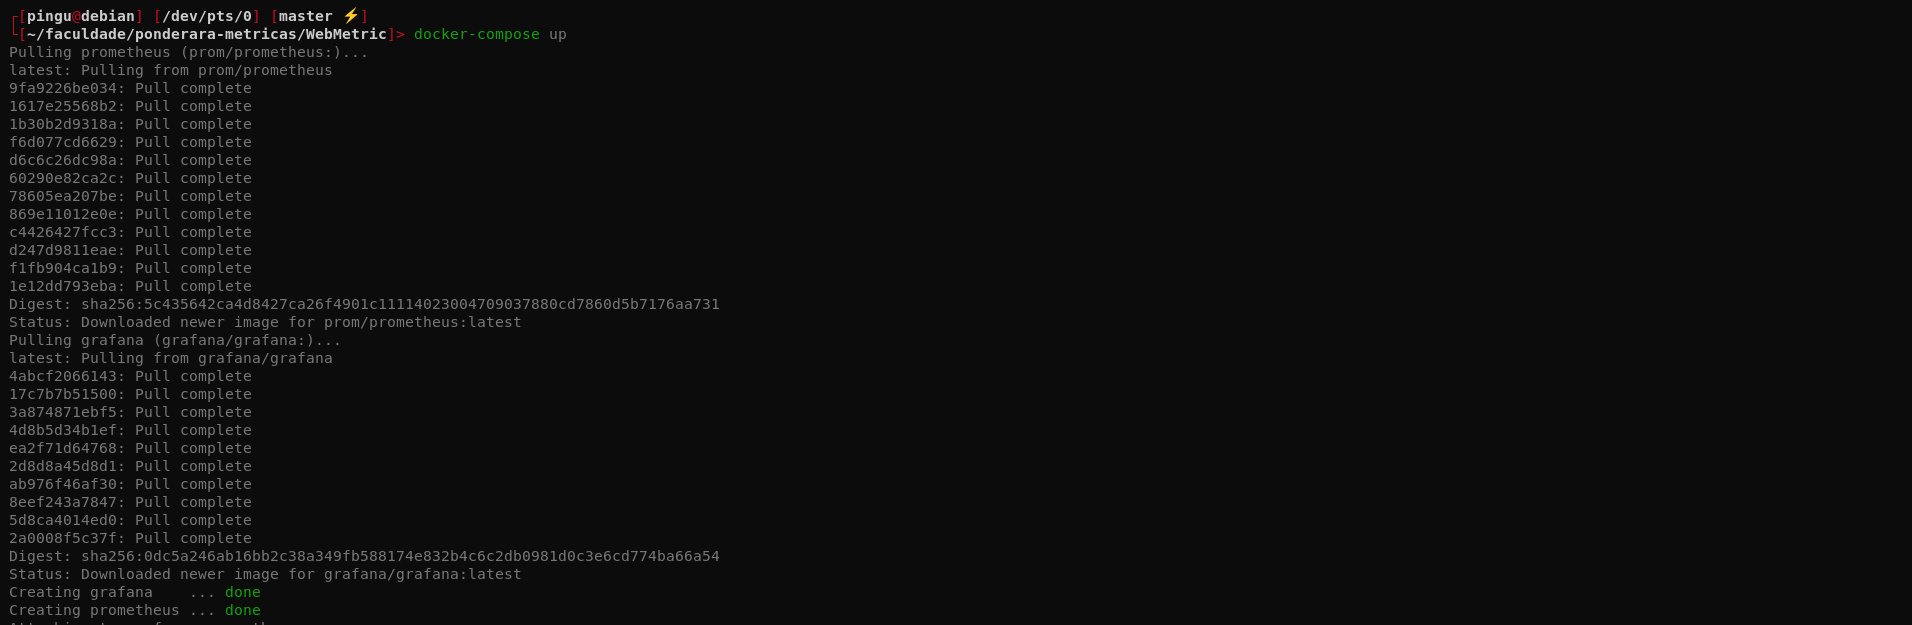 ┌[pingu@debian] [/dev/pts/0] [master ⚡]
└[~/faculdade/ponderara-metricas/WebMetric]> docker-compose up
Pulling prometheus (prom/prometheus:)...
latest: Pulling from prom/prometheus
9fa9226be034: Pull complete
1617e25568b2: Pull complete
1b30b2d9318a: Pull complete
f6d077cd6629: Pull complete
d6c6c26dc98a: Pull complete
60290e82ca2c: Pull complete
78605ea207be: Pull complete
869e11012e0e: Pull complete
c4426427fcc3: Pull complete
d247d9811eae: Pull complete
f1fb904ca1b9: Pull complete
1e12dd793eba: Pull complete
Digest: sha256:5c435642ca4d8427ca26f4901c11114023004709037880cd7860d5b7176aa731
Status: Downloaded newer image for prom/prometheus:latest
Pulling grafana (grafana/grafana:)...
latest: Pulling from grafana/grafana
4abcf2066143: Pull complete
17c7b7b51500: Pull complete
3a874871ebf5: Pull complete
4d8b5d34b1ef: Pull complete
ea2f71d64768: Pull complete
2d8d8a45d8d1: Pull complete
ab976f46af30: Pull complete
8eef243a7847: Pull complete
5d8ca4014ed0: Pull complete
2a0008f5c37f: Pull complete
Digest: sha256:0dc5a246ab16bb2c38a349fb588174e832b4c6c2db0981d0c3e6cd774ba66a54
Status: Downloaded newer image for grafana/grafana:latest
Creating grafana    ... done
Creating prometheus ... done